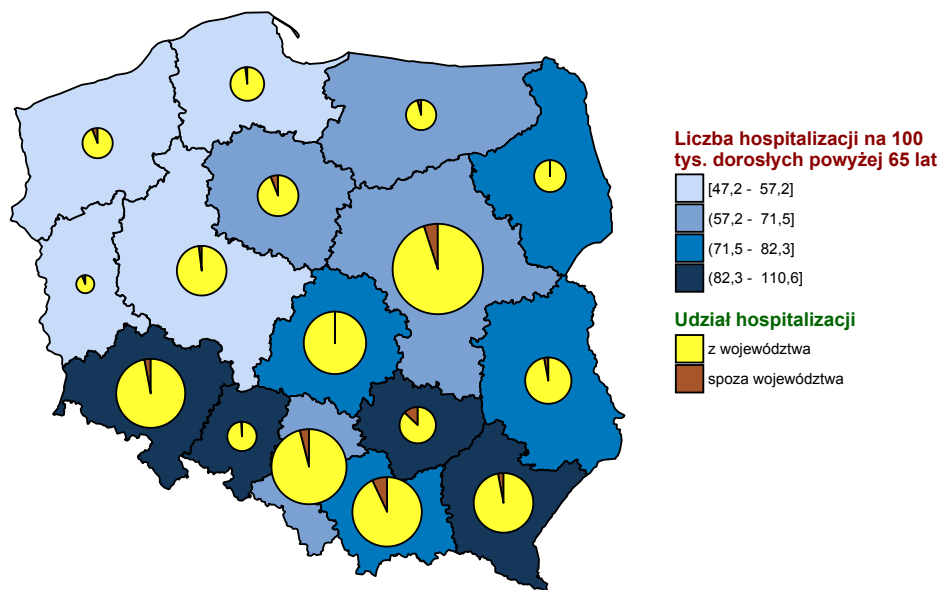 Liczba hospitalizacji na 100
tys. dorosłych powyżej 65 lat
[47,2 - 57,2]
(57,2 - 71,5]
(71,5 - 82,3]
(82,3 - 110,6]
Udział hospitalizacji
z województwa
spoza województwa